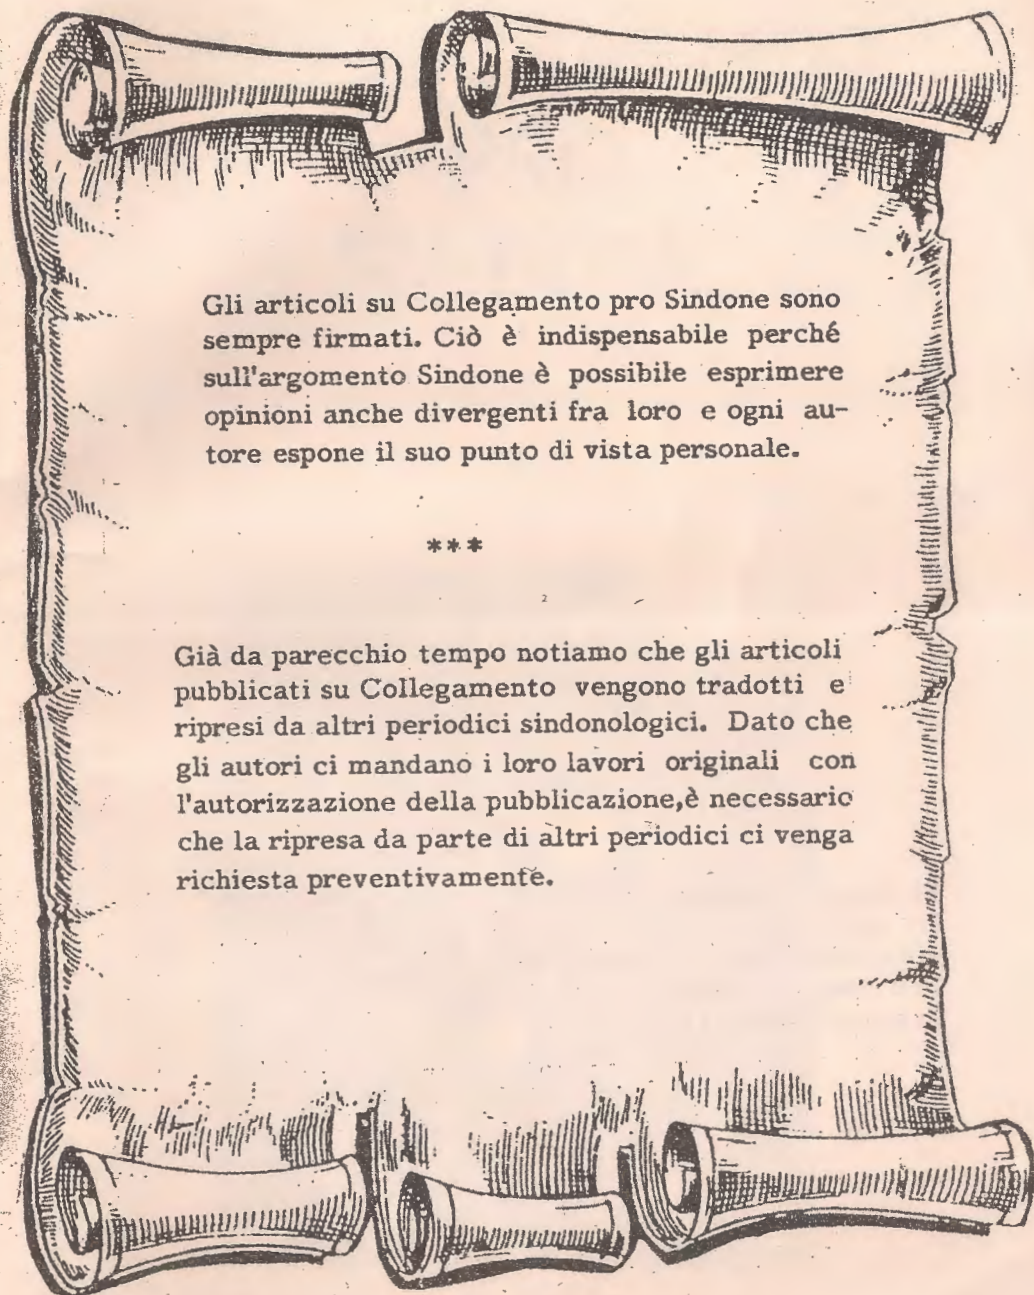 Gli articoli su Collegamento pro Sindone sono
sempre firmati. Ciò è indispensabile perché
sull'argomento Sindone è possibile esprimere
opinioni anche divergenti fra loro e ogni au-
tore espone il suo punto di vista personale.
***
Già da parecchio tempo notiamo che gli articoli
pubblicati su Collegamento vengono tradotti e
ripresi da altri periodici sindonologici. Dato che
gli autori ci mandano i loro lavori originali con
l'autorizzazione della pubblicazione,è necessario
che la ripresa da parte di altri periodici ci venga
richiesta preventivamente.